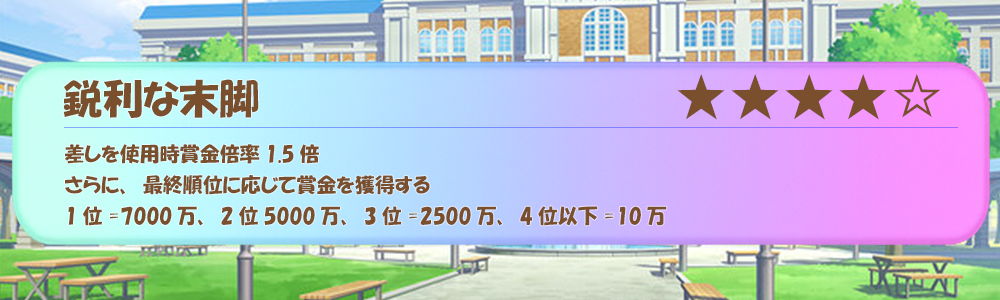 鋭利な末脚 ★★★★☆
差しを使用時賞金倍率 1.5 倍
さらに、最終順位に応じて賞金を獲得する
1 位 =7000 万、2 位 5000 万、3 位 =2500 万、4 位以下 =10 万